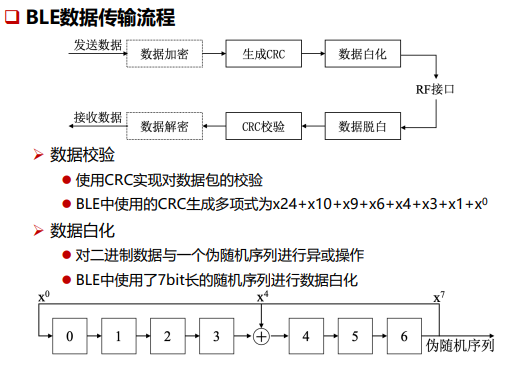 BLE数据传输流程
发送数据 数据加密 生成CRC 数据白化
RF接口
接收数据 数据解密 CRC校验 数据脱白
数据校验
使用CRC实现对数据包的校验
BLE中使用的CRC生成多项式为x24+x10+x9+x6+x4+x3+x1+x⁰
数据白化
对二进制数据与一个伪随机序列进行异或操作
BLE中使用了7bit长的随机序列进行数据白化
x⁰ x⁴ x⁷
0 1 2 3 + 4 5 6 伪随机序列